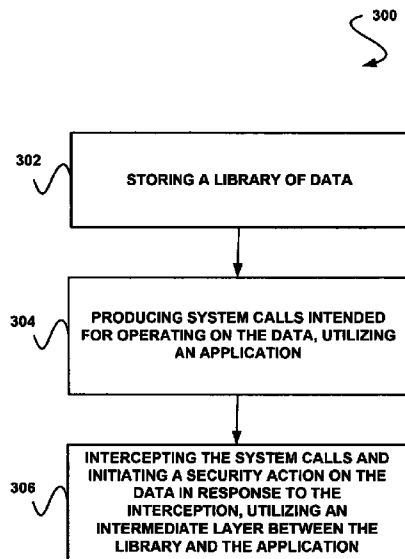 300
302
STORING A LIBRARY OF DATA
304
PRODUCING SYSTEM CALLS INTENDED
FOR OPERATING ON THE DATA, UTILIZING
AN APPLICATION
306
INTERCEPTING THE SYSTEM CALLS AND
INITIATING A SECURITY ACTION ON THE
DATA IN RESPONSE TO THE
INTERCEPTION, UTILIZING AN
INTERMEDIATE LAYER BETWEEN
THE LIBRARY AND THE APPLICATION